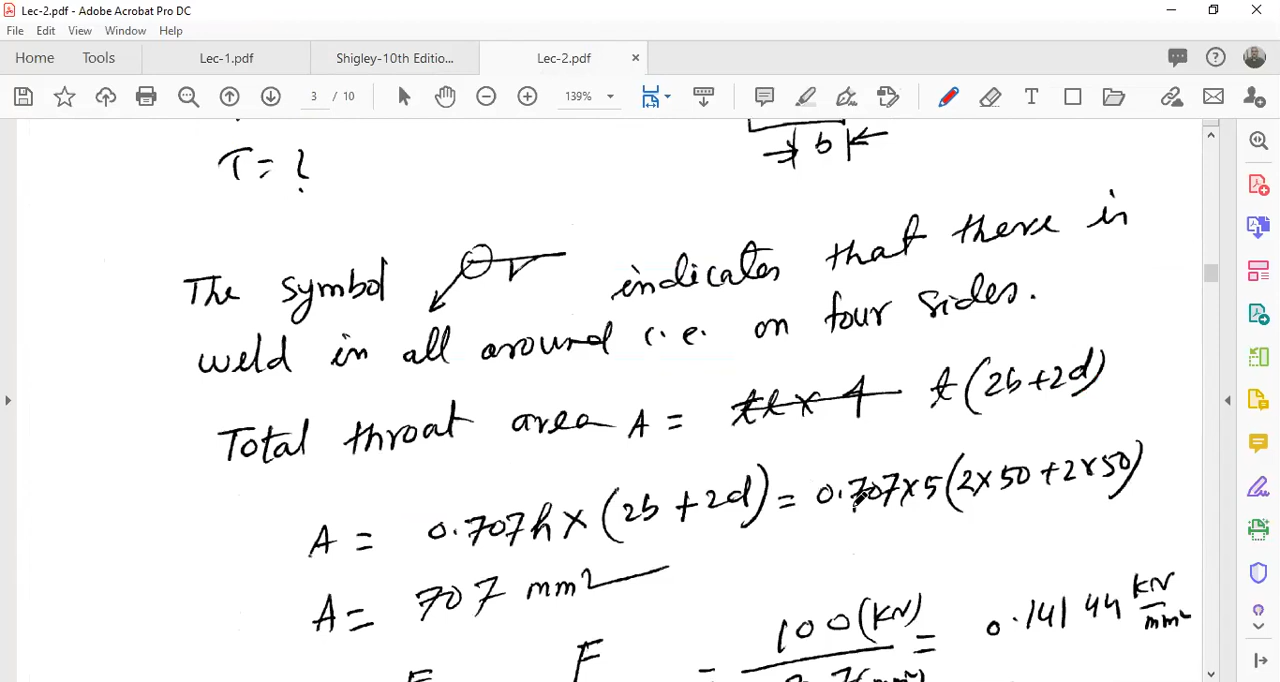 Lec-2.pdf - Adobe Acrobat Pro DC
File Edit View Window Help
Home Tools Lec-1.pdf Shigley-10th Editio... Lec-2.pdf ×
3 / 10 139%
b
τ = ?
The symbol indicates that there is
weld in all around i.e. on four sides.
Total throat area A = t(2b+2d)
A = 0.707h × (2b + 2d) = 0.707×5(2×50+2×50)
A = 707 mm²
F 100 (kN) = 0.14144 kN/mm²